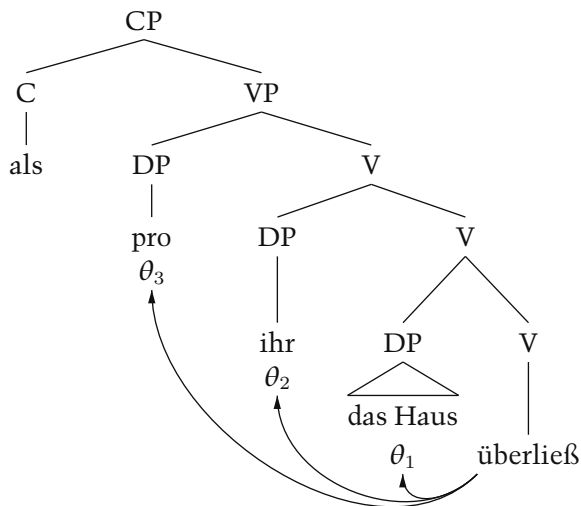 CP
C VP
als DP V
pro DP V
θ3
ihr DP V
θ2
das Haus
θ1 überließ